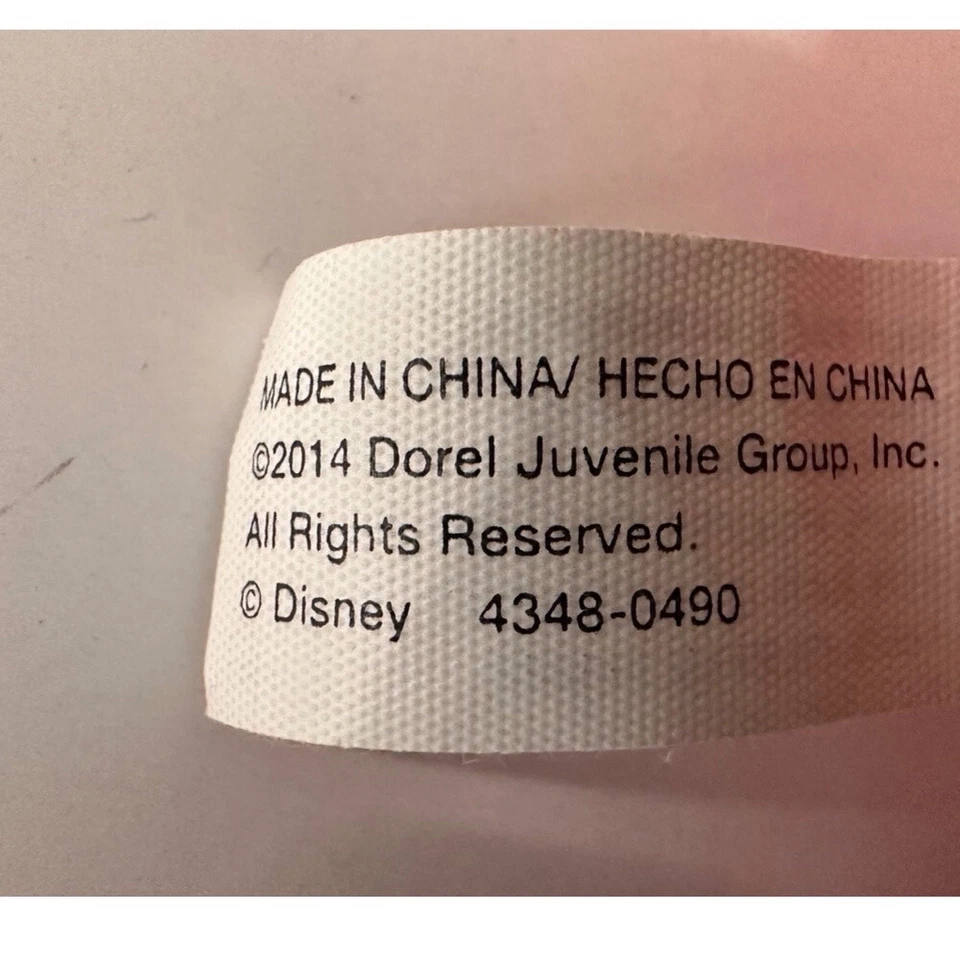 MADE IN CHINA/ HECHO EN CHINA
©2014 Dorel Juvenile Group, Inc.
All Rights Reserved.
© Disney 4348-0490